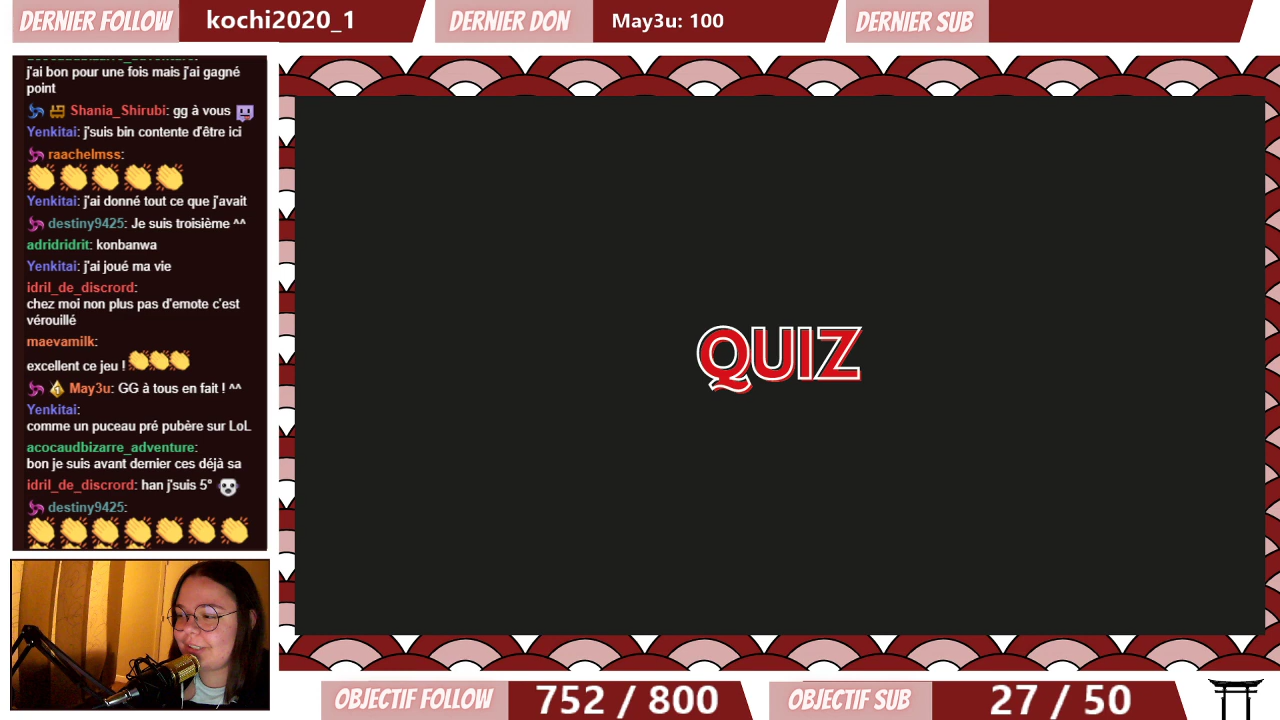 DERNIER FOLLOW
kochi2020_1
DERNIER DON
May3u: 100
DERNIER SUB
j'ai bon pour une fois mais j'ai gagné
point
Shania_Shirubi: gg à vous
Yenkitai: j'suis bin contente d'être ici
raachelmss:
Yenkitai: j'ai donné tout ce que j'avait
destiny9425: Je suis troisième ^^
adridridrit: konbanwa
Yenkitai: j'ai joué ma vie
idril_de_discrord:
chez moi non plus pas d'emote c'est
vérouillé
maevamilk:
excellent ce jeu !
May3u: GG à tous en fait ! ^^
Yenkitai:
comme un puceau pré pubère sur LoL
acocaudbizarre_adventure:
bon je suis avant dernier ces déjà sa
idril_de_discrord: han j'suis 5°
destiny9425:
QUIZ
OBJECTIF FOLLOW
752 / 800
OBJECTIF SUB
27 / 50